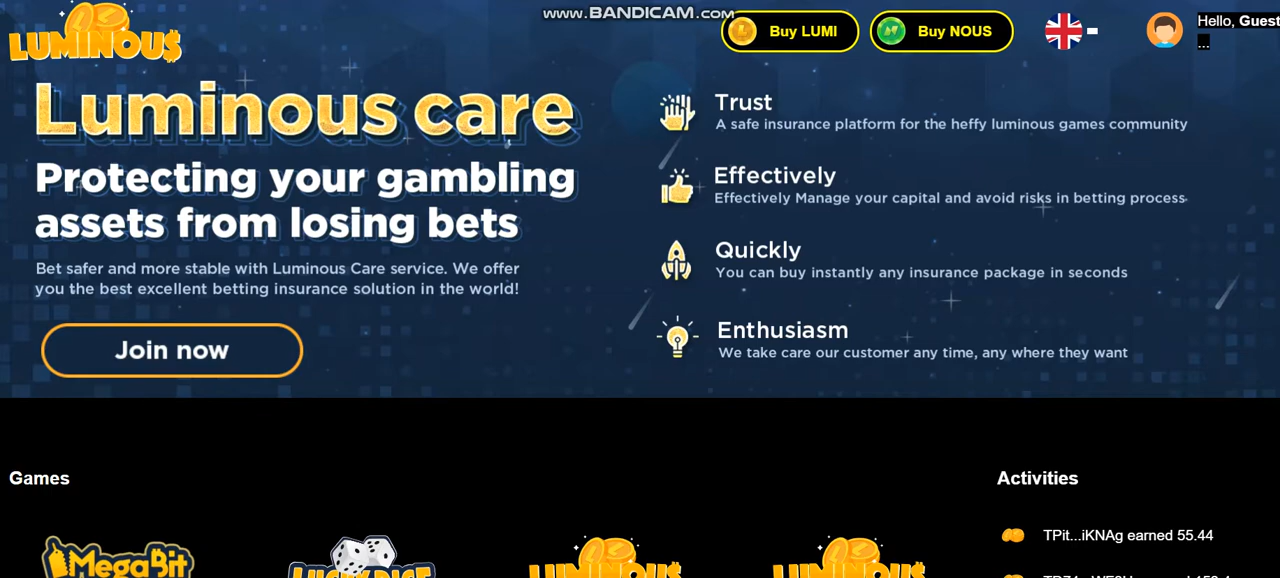 www.BANDICAM.com
LUMINOUS
Buy LUMI
Buy NOUS
Hello, Guest
...
Luminous care
Protecting your gambling
assets from losing bets
Bet safer and more stable with Luminous Care service. We offer
you the best excellent betting insurance solution in the world!
Join now
Trust
A safe insurance platform for the heffy luminous games community
Effectively
Effectively Manage your capital and avoid risks in betting process
Quickly
You can buy instantly any insurance package in seconds
Enthusiasm
We take care our customer any time, any where they want
Games
Activities
MegaBit
LUCKY DICE
LUMINOUS
LUMINOUS
TPit...iKNAg earned 55.44